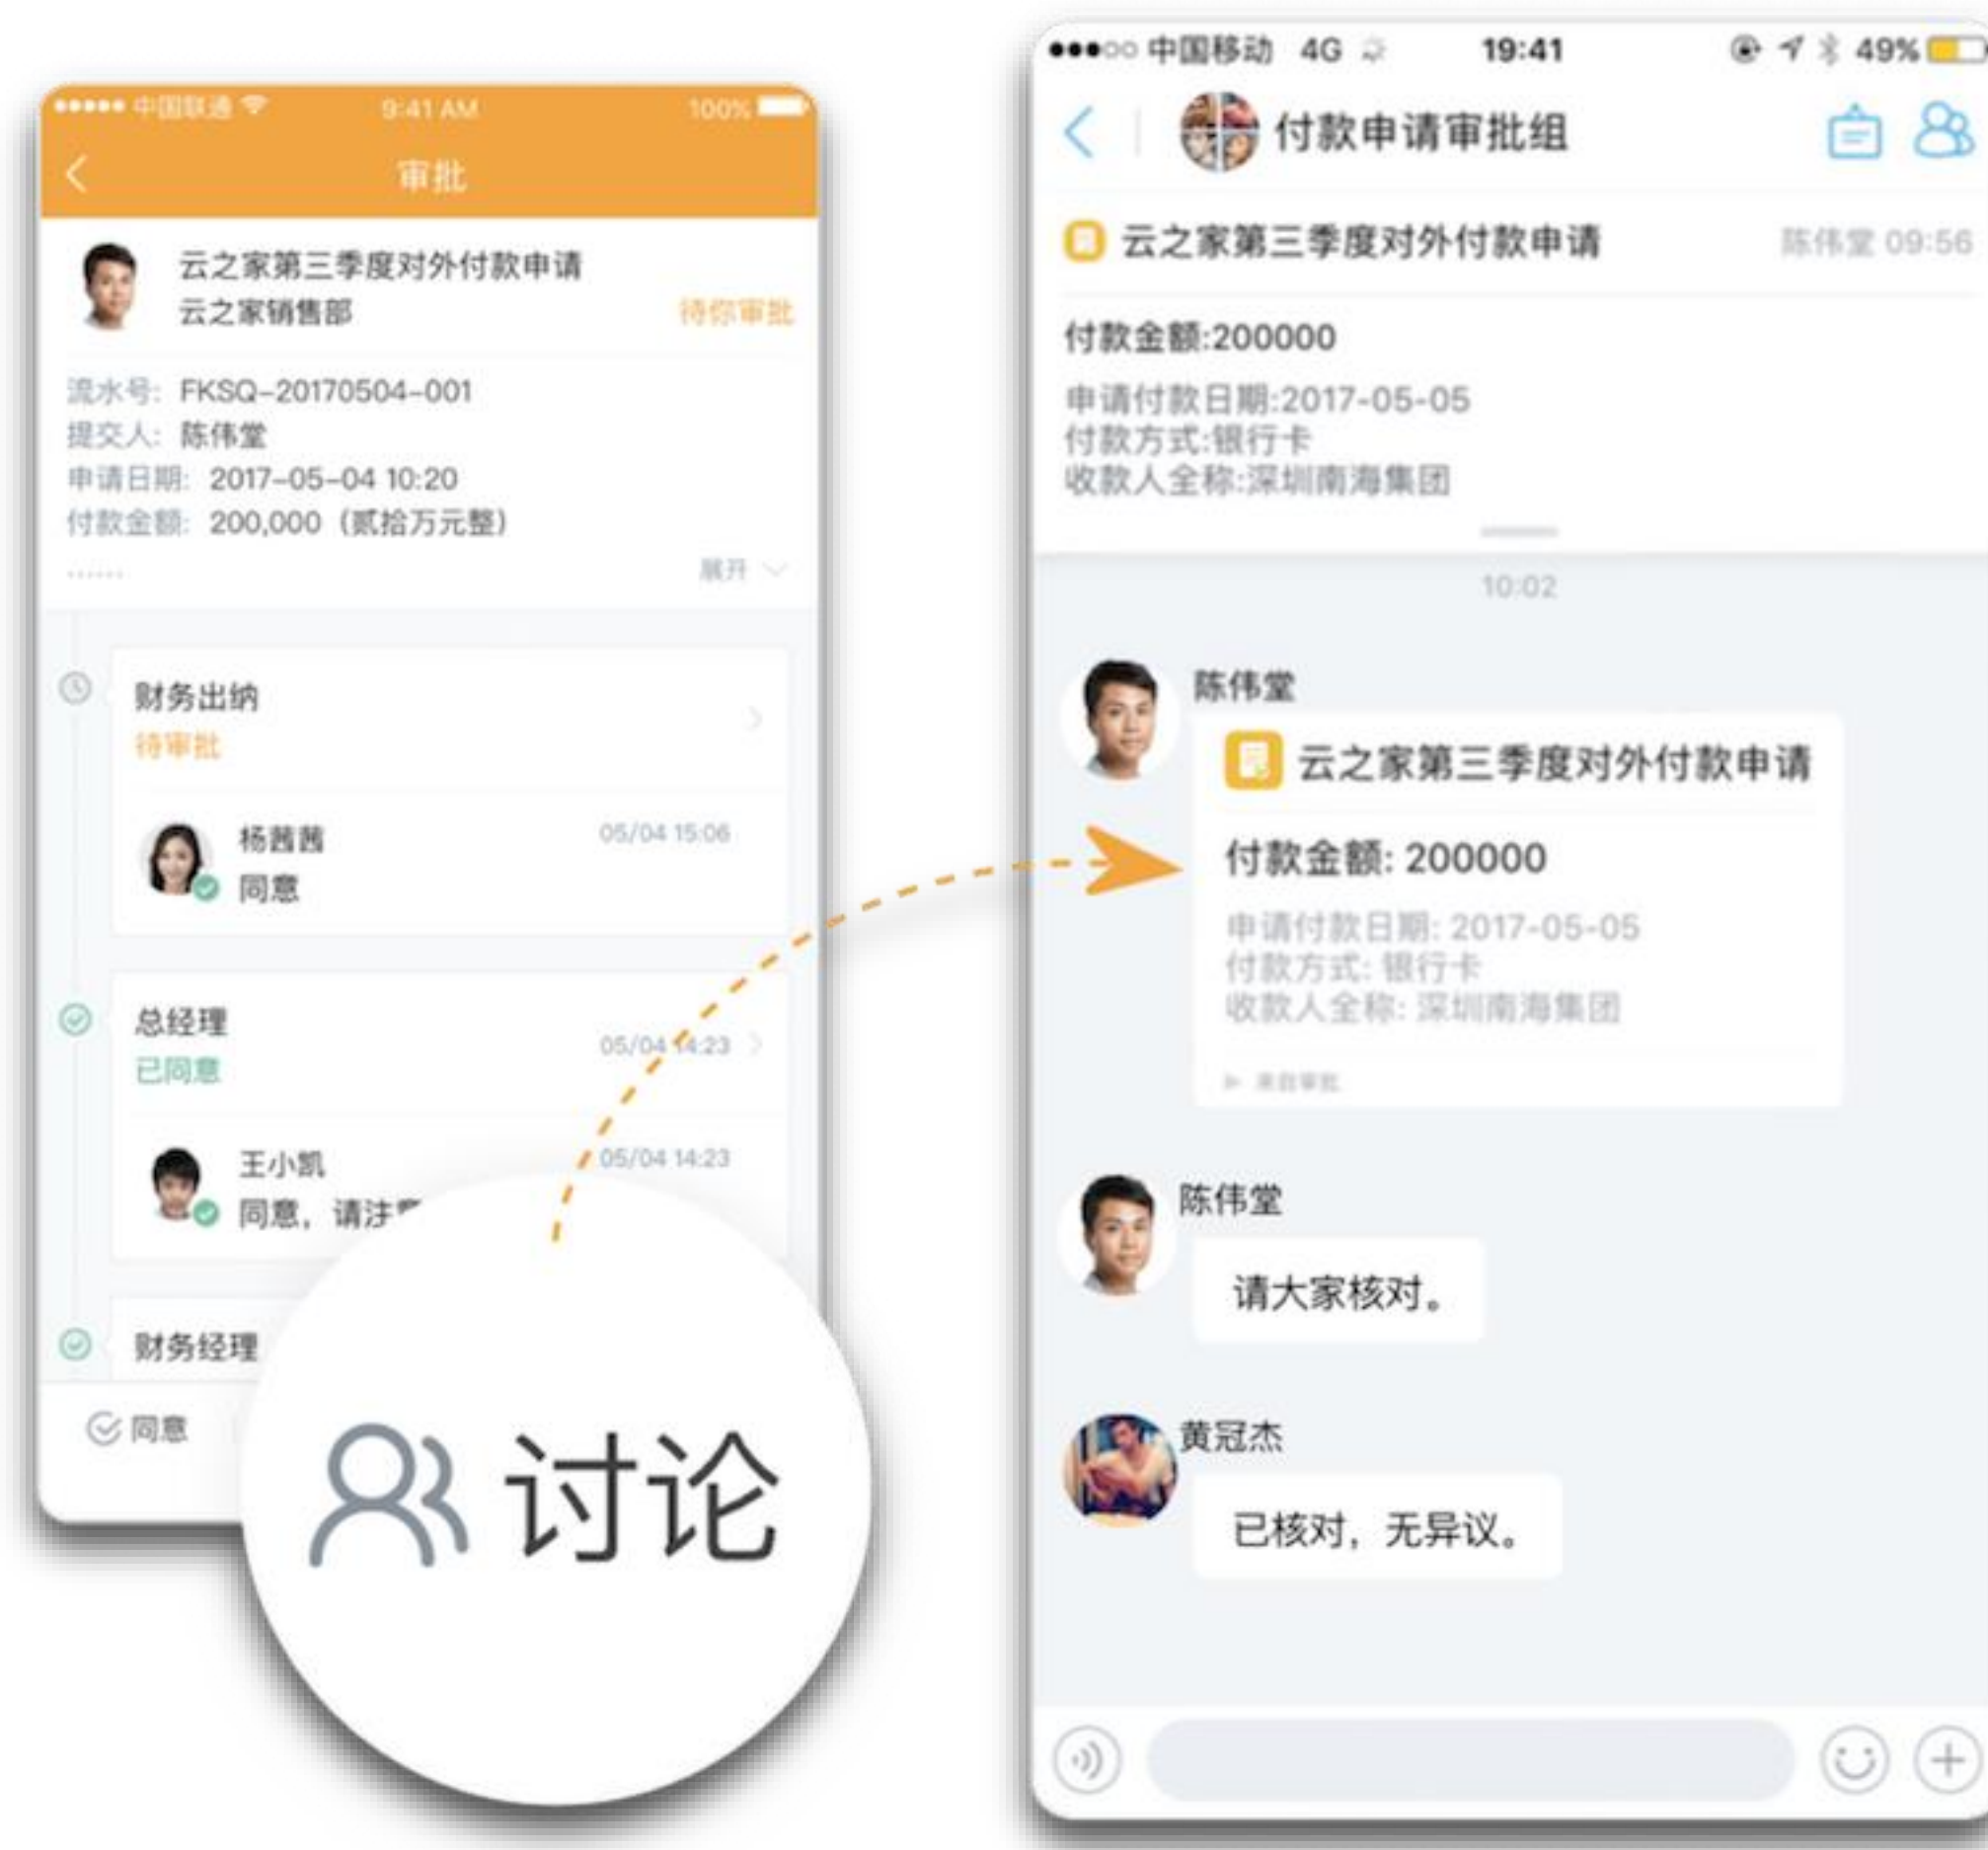 中国联通 9:41 AM 100%
审批
云之家第三季度对外付款申请
云之家销售部 待你审批
流水号: FKSQ-20170504-001
提交人: 陈伟堂
申请日期: 2017-05-04 10:20
付款金额: 200,000（贰拾万元整）
...... 展开
财务出纳
待审批
杨茜茜 05/04 15:06
同意
总经理
05/04 14:23
已同意
王小凯 05/04 14:23
同意，请注
财务经理
同意
讨论
中国移动 4G 19:41 49%
付款申请审批组
云之家第三季度对外付款申请 陈伟堂 09:56
付款金额:200000
申请付款日期:2017-05-05
付款方式:银行卡
收款人全称:深圳南海集团
10:02
陈伟堂
云之家第三季度对外付款申请
付款金额: 200000
申请付款日期: 2017-05-05
付款方式: 银行卡
收款人全称: 深圳南海集团
来自审批
陈伟堂
请大家核对。
黄冠杰
已核对，无异议。